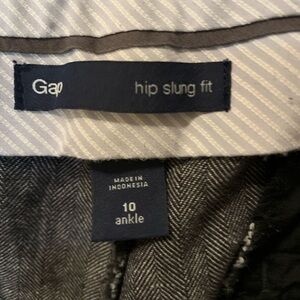 Gap hip slung fit
MADE IN
INDONESIA
10
ankle